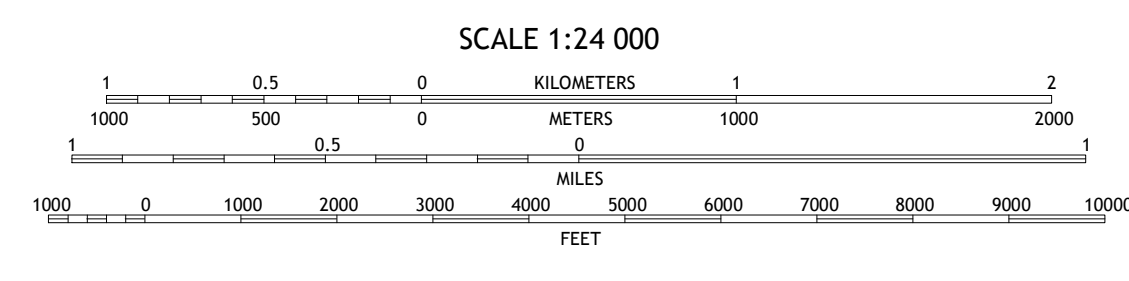 SCALE 1:24 000
1 0.5 0 KILOMETERS 1 2
1000 500 0 METERS 1000 2000
1 0.5 0 1
MILES
1000 0 1000 2000 3000 4000 5000 6000 7000 8000 9000 10000
FEET